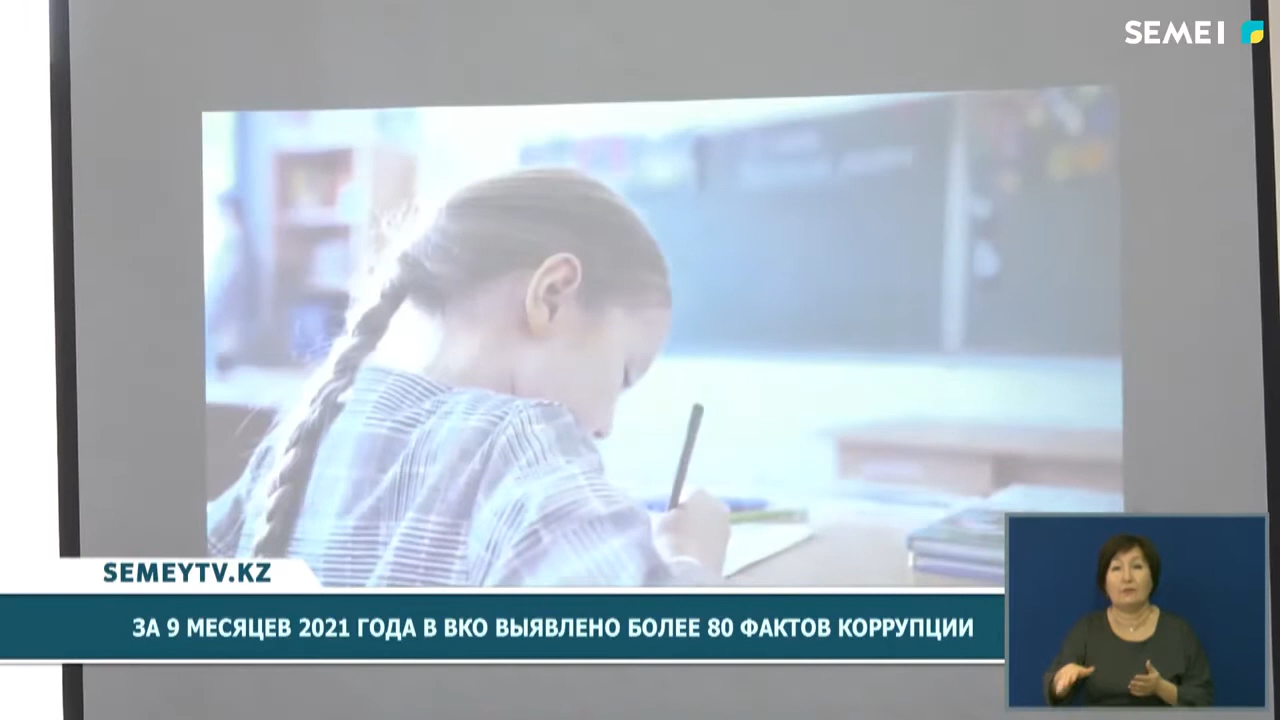 SEMEI
SEMEYTV.KZ
ЗА 9 МЕСЯЦЕВ 2021 ГОДА В ВКО ВЫЯВЛЕНО БОЛЕЕ 80 ФАКТОВ КОРРУПЦИИ